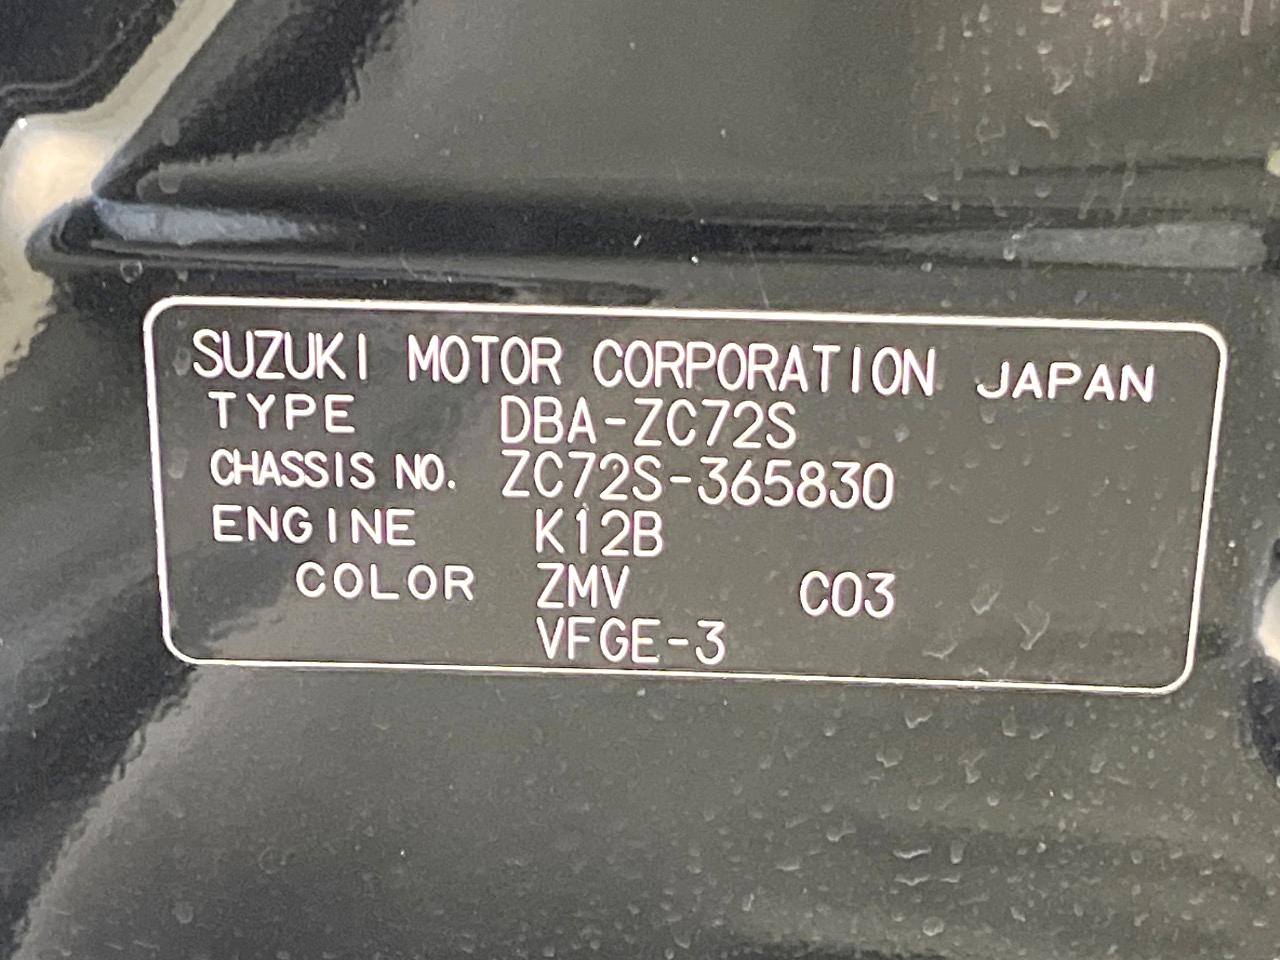 SUZUKI MOTOR CORPORATION JAPAN
TYPE DBA-ZC72S
CHASSIS NO. ZC72S-365830
ENGINE K12B
COLOR ZMV C03
VFGE-3